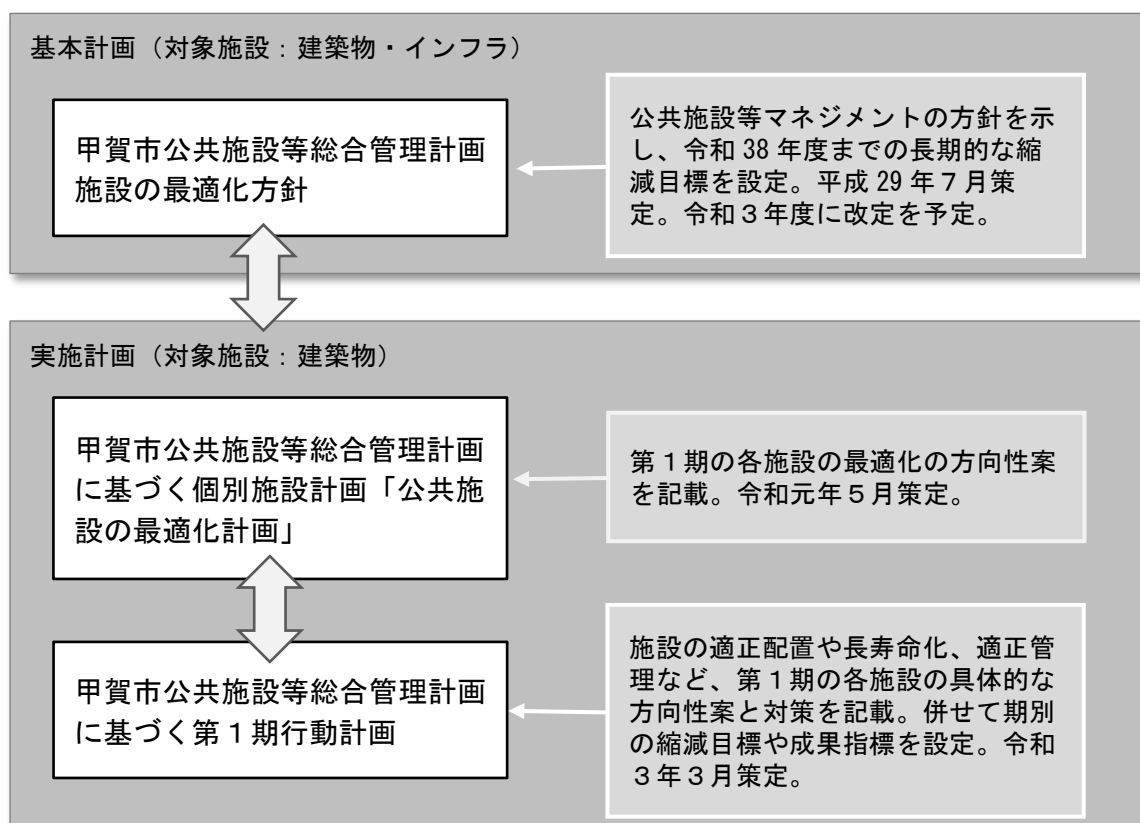 基本計画（対象施設：建築物・インフラ）
甲賀市公共施設等総合管理計画
施設の最適化方針
公共施設等マネジメントの方針を示
し、令和 38 年度までの長期的な縮
減目標を設定。平成 29 年７月策
定。令和３年度に改定を予定。
実施計画（対象施設：建築物）
甲賀市公共施設等総合管理計画
に基づく個別施設計画「公共施
設の最適化計画」
第１期の各施設の最適化の方向性案
を記載。令和元年５月策定。
甲賀市公共施設等総合管理計画
に基づく第１期行動計画
施設の適正配置や長寿命化、適正管
理など、第１期の各施設の具体的な
方向性案と対策を記載。併せて期別
の縮減目標や成果指標を設定。令和
３年３月策定。